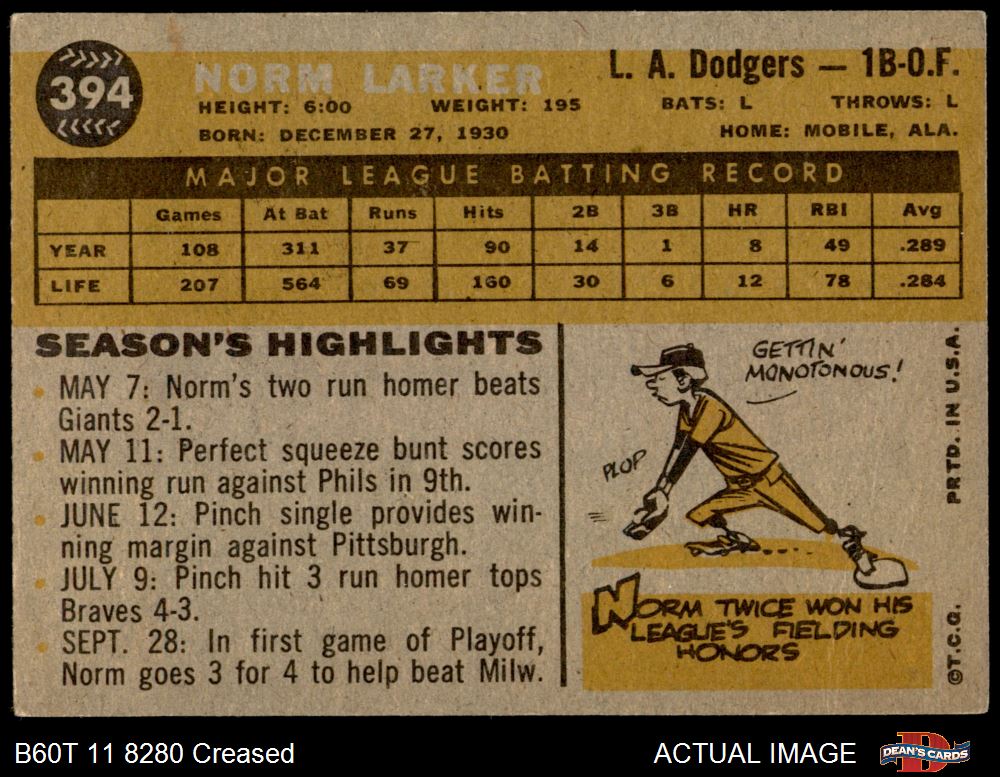 394
NORM LARKER
L. A. Dodgers — 1B-O.F.
HEIGHT: 6:00 WEIGHT: 195 BATS: L THROWS: L
BORN: DECEMBER 27, 1930 HOME: MOBILE, ALA.
MAJOR LEAGUE BATTING RECORD
Games At Bat Runs Hits 2B 3B HR RBI Avg
YEAR 108 311 37 90 14 1 8 49 .289
LIFE 207 564 69 160 30 6 12 78 .284
SEASON'S HIGHLIGHTS
MAY 7: Norm's two run homer beats
Giants 2-1.
MAY 11: Perfect squeeze bunt scores
winning run against Phils in 9th.
JUNE 12: Pinch single provides win-
ning margin against Pittsburgh.
JULY 9: Pinch hit 3 run homer tops
Braves 4-3.
SEPT. 28: In first game of Playoff,
Norm goes 3 for 4 to help beat Milw.
GETTIN'
MONOTONOUS!
PLOP
NORM TWICE WON HIS
LEAGUE'S FIELDING
HONORS
PRTD. IN U.S.A.
©T.C.G.
B60T 11 8280 Creased
ACTUAL IMAGE
DEAN'S CARDS